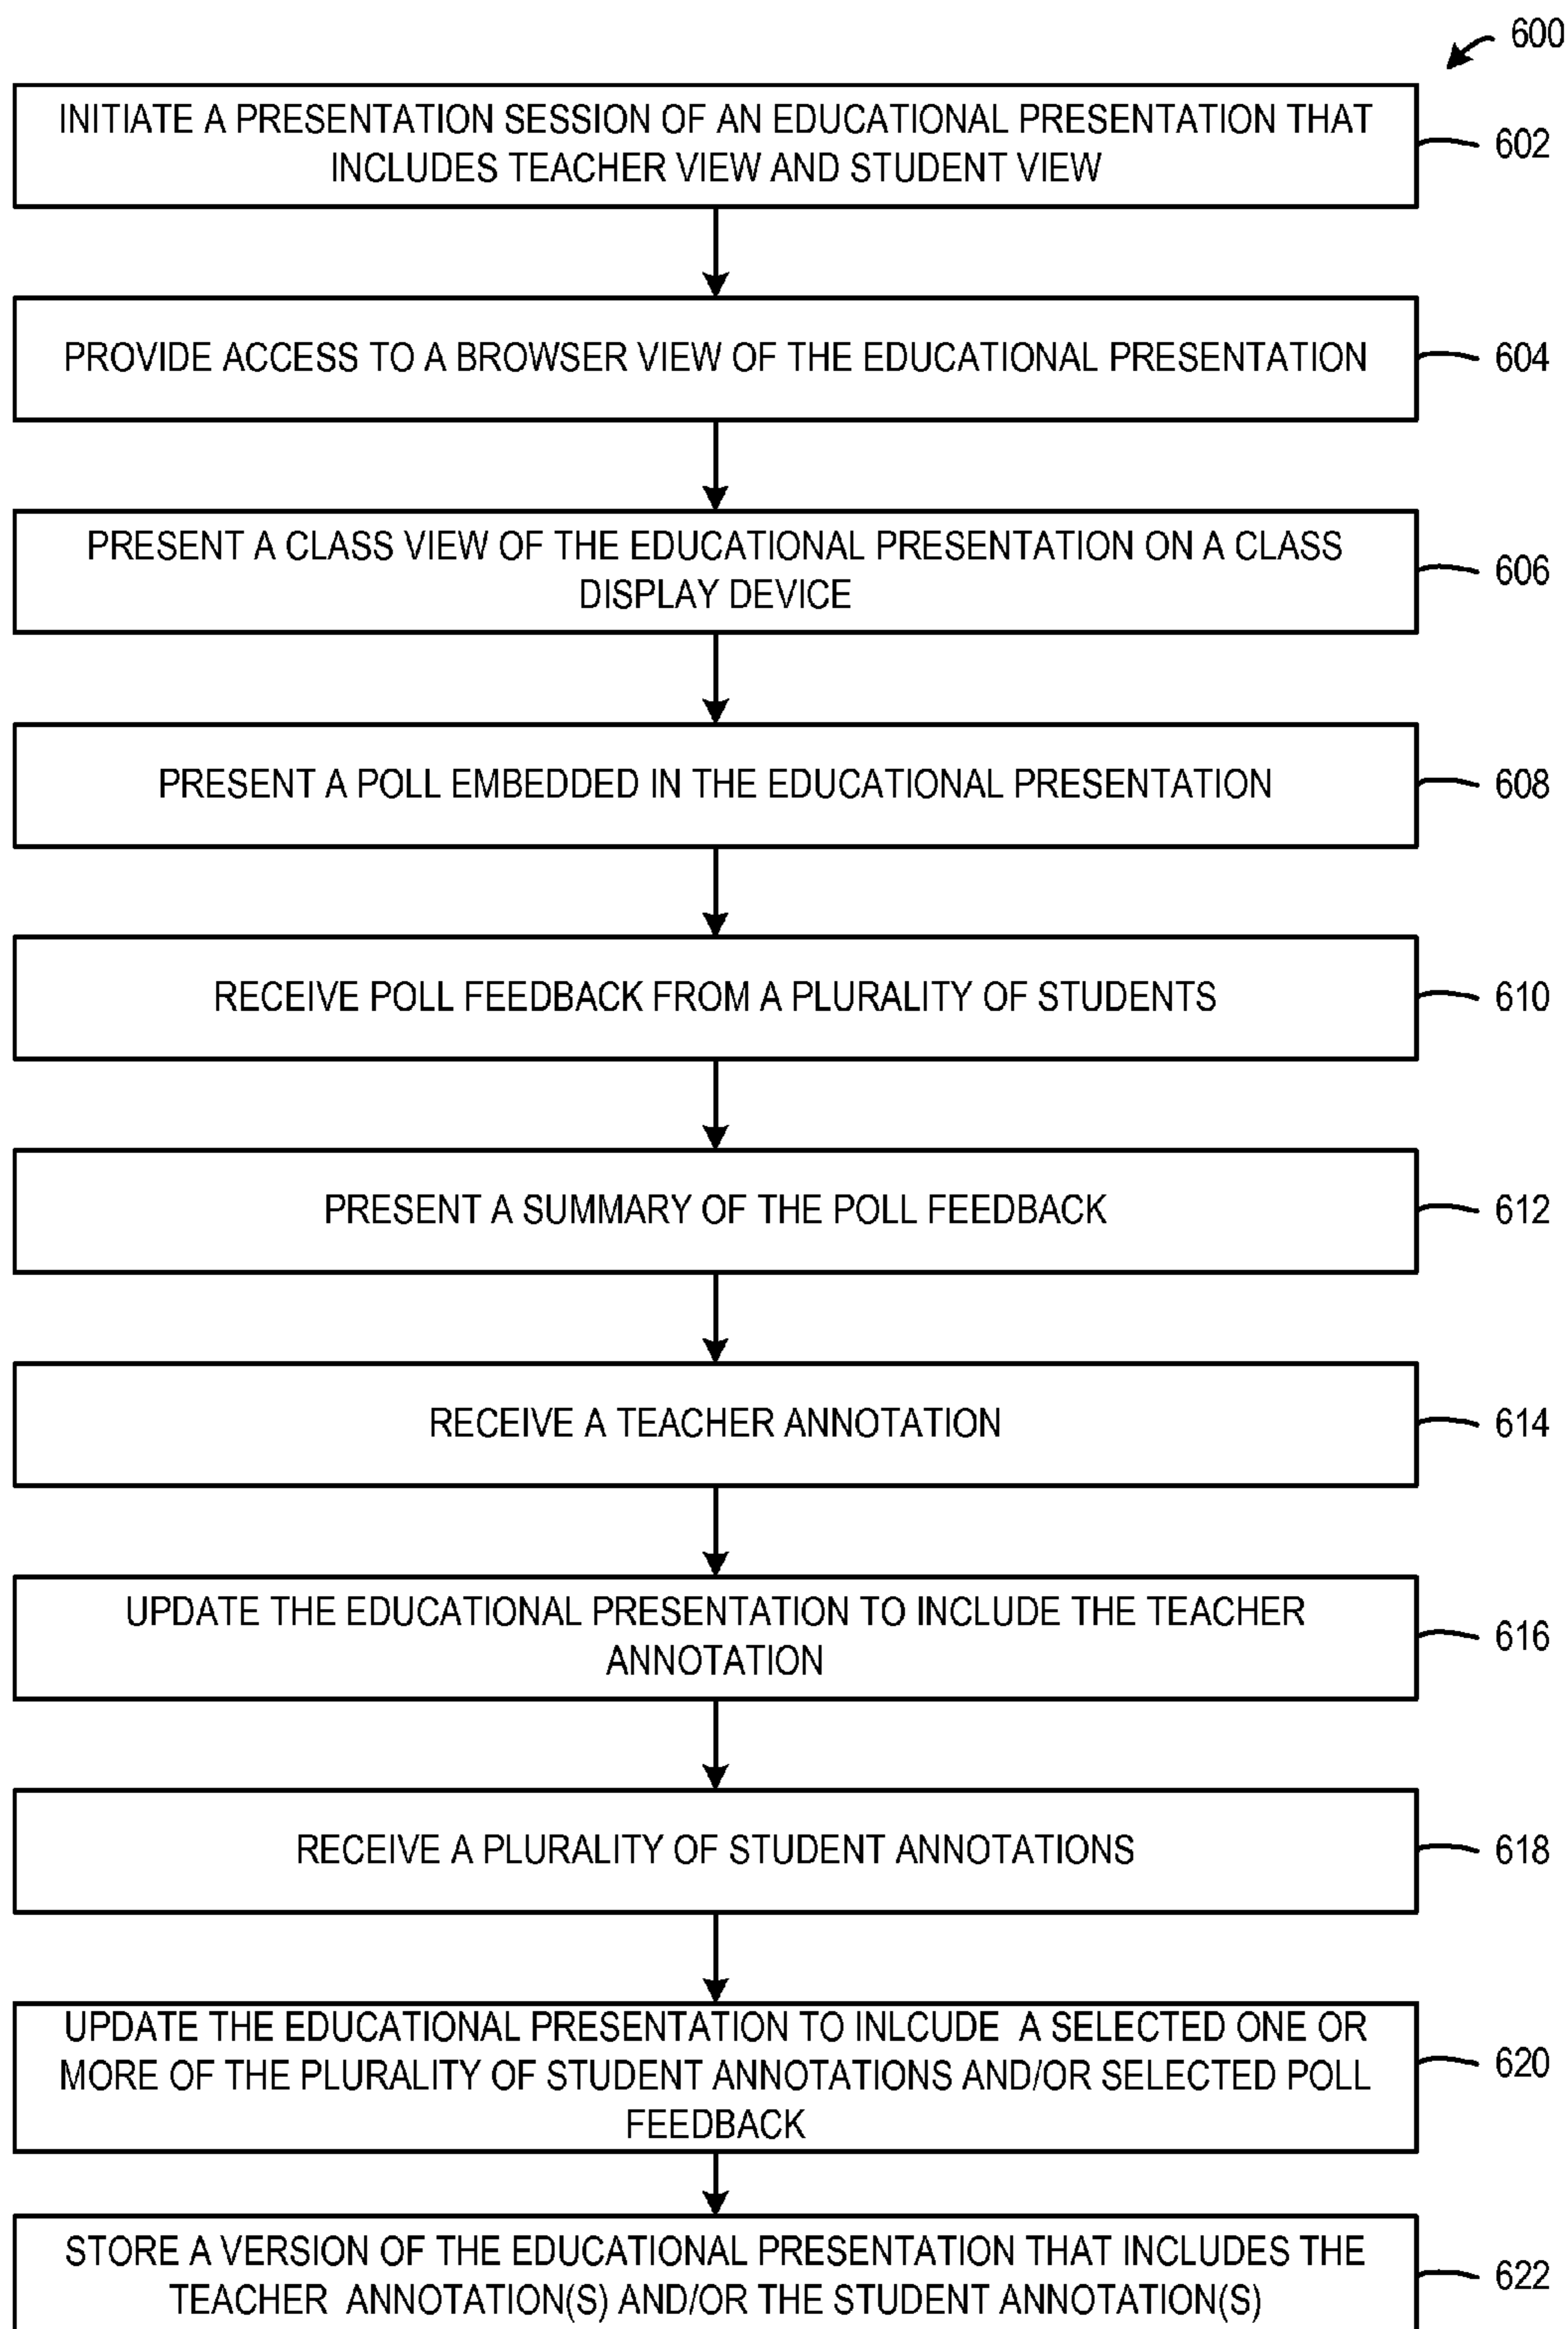 600
INITIATE A PRESENTATION SESSION OF AN EDUCATIONAL PRESENTATION THAT
INCLUDES TEACHER VIEW AND STUDENT VIEW
602
PROVIDE ACCESS TO A BROWSER VIEW OF THE EDUCATIONAL PRESENTATION
604
PRESENT A CLASS VIEW OF THE EDUCATIONAL PRESENTATION ON A CLASS
DISPLAY DEVICE
606
PRESENT A POLL EMBEDDED IN THE EDUCATIONAL PRESENTATION
608
RECEIVE POLL FEEDBACK FROM A PLURALITY OF STUDENTS
610
PRESENT A SUMMARY OF THE POLL FEEDBACK
612
RECEIVE A TEACHER ANNOTATION
614
UPDATE THE EDUCATIONAL PRESENTATION TO INCLUDE THE TEACHER
ANNOTATION
616
RECEIVE A PLURALITY OF STUDENT ANNOTATIONS
618
UPDATE THE EDUCATIONAL PRESENTATION TO INLCUDE A SELECTED ONE OR
MORE OF THE PLURALITY OF STUDENT ANNOTATIONS AND/OR SELECTED POLL
FEEDBACK
620
STORE A VERSION OF THE EDUCATIONAL PRESENTATION THAT INCLUDES THE
TEACHER ANNOTATION(S) AND/OR THE STUDENT ANNOTATION(S)
622